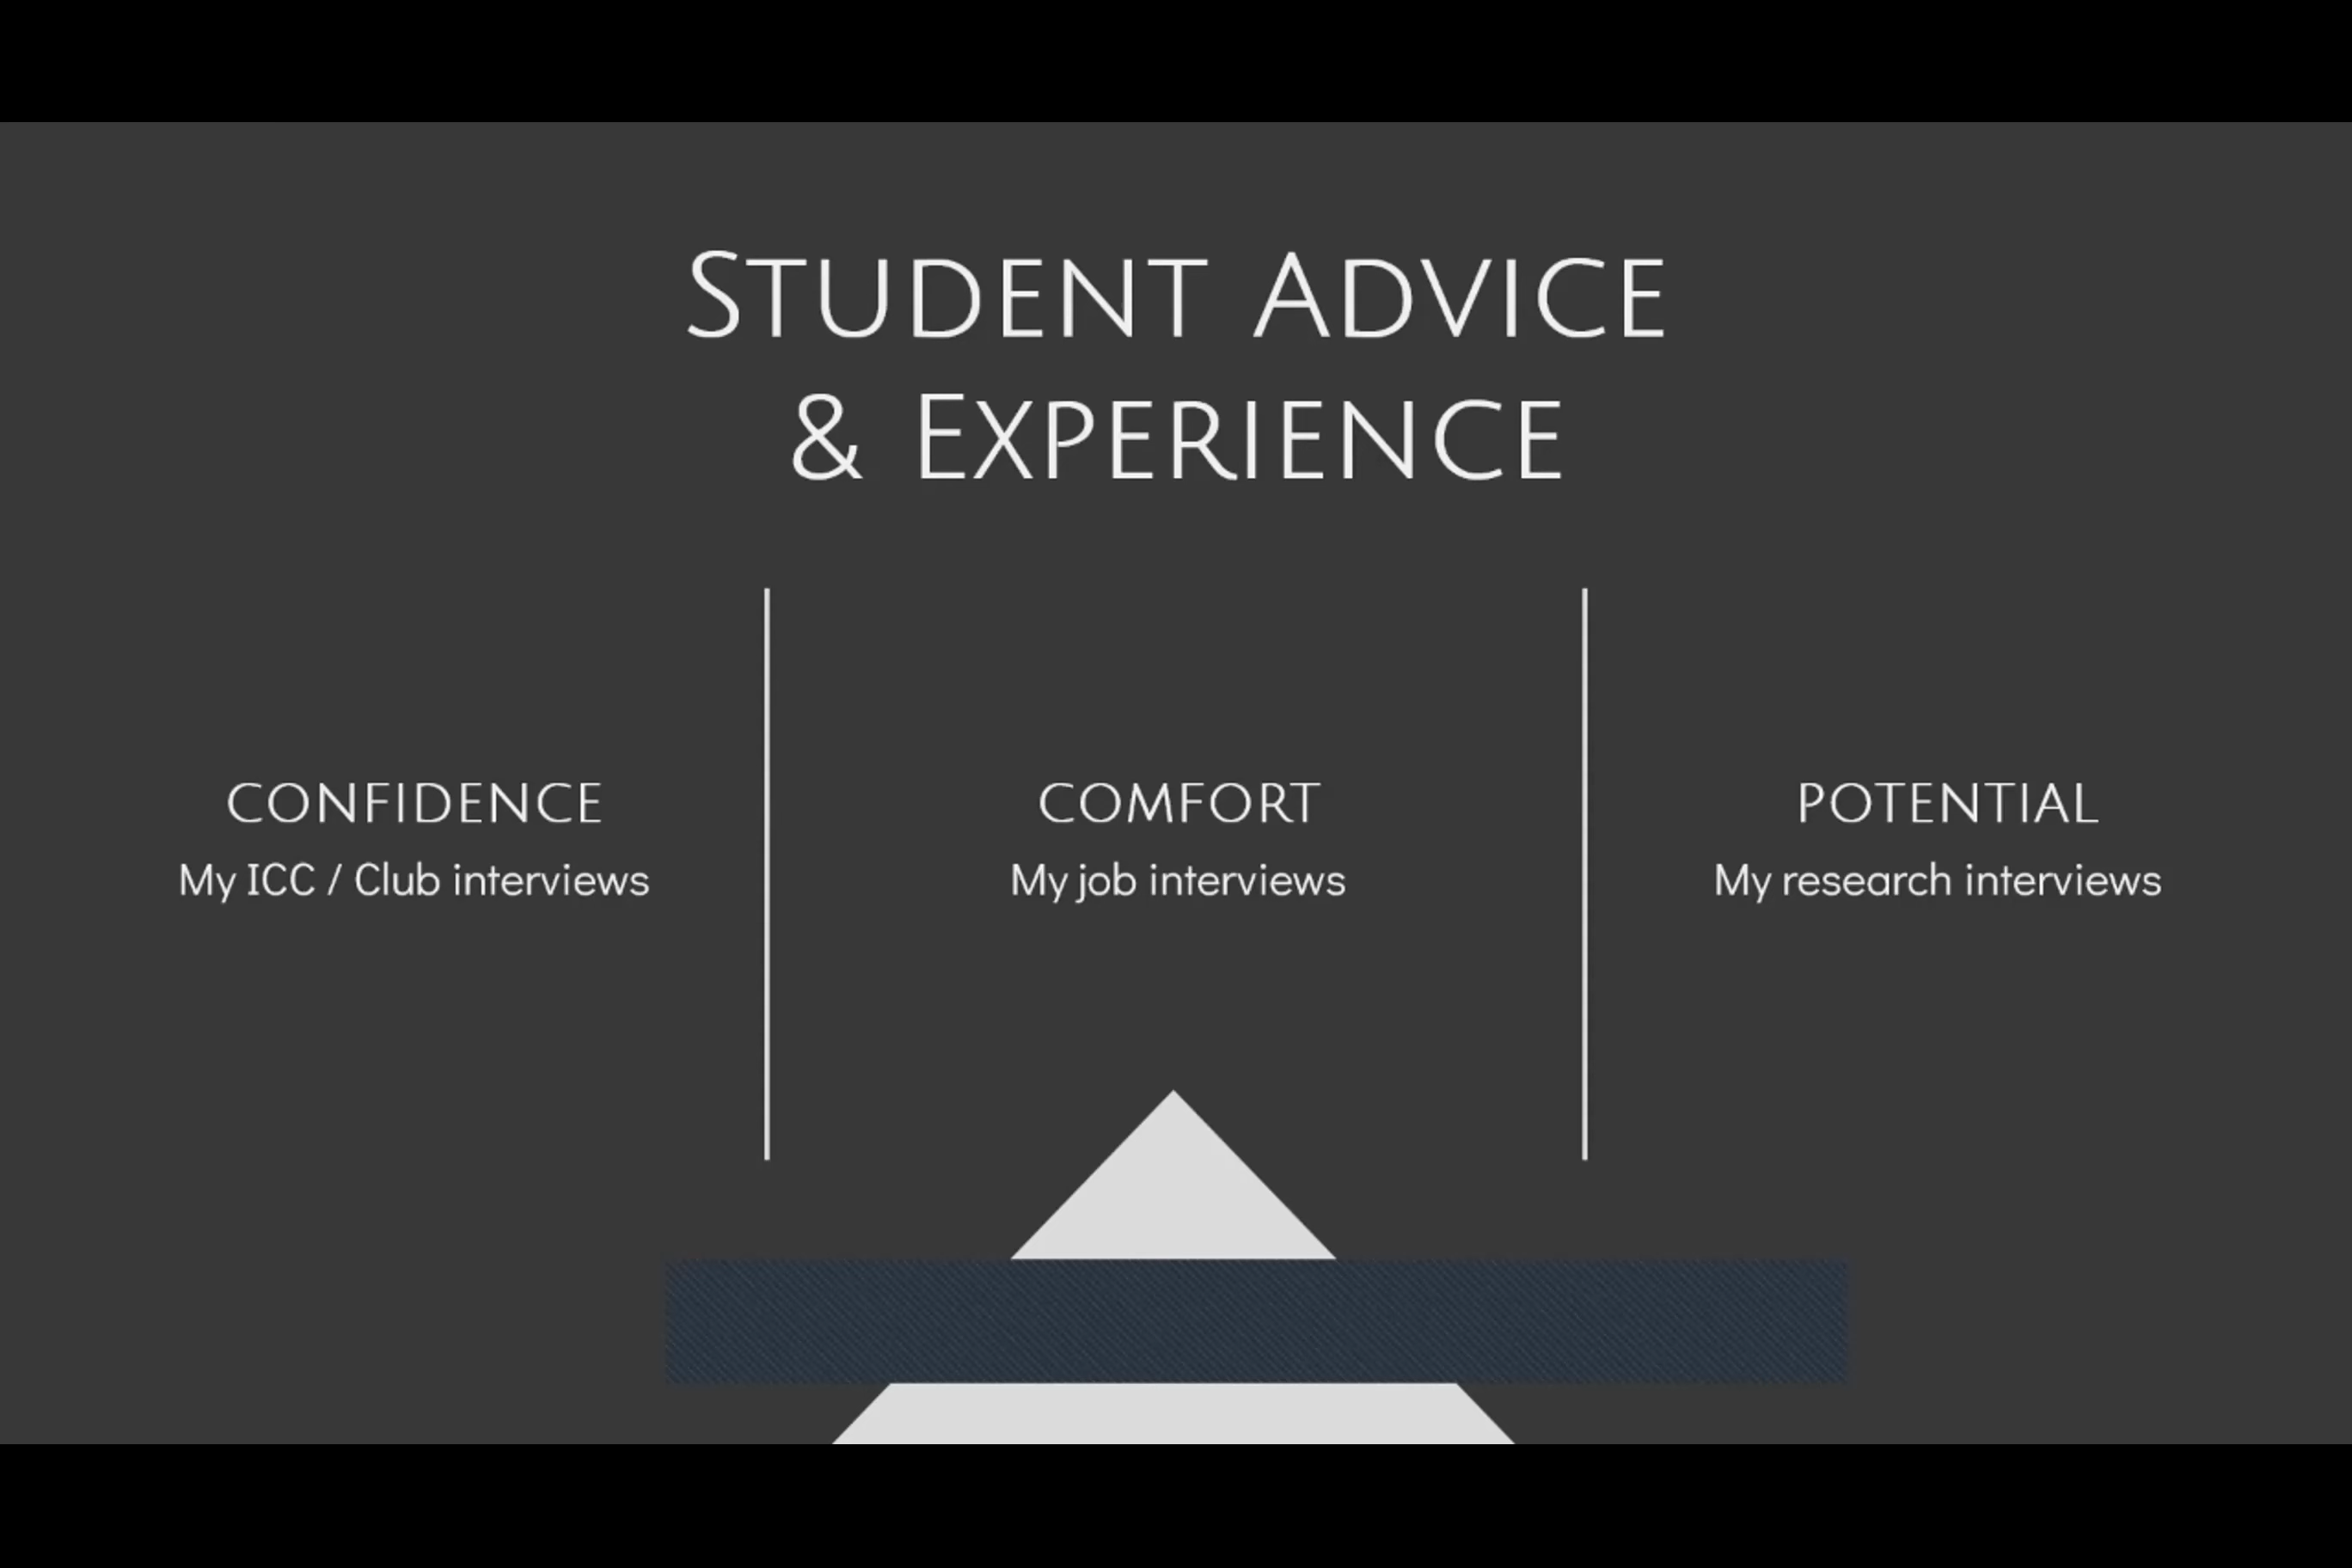 Student Advice
& Experience
CONFIDENCE
My ICC / Club interviews
COMFORT
My job interviews
POTENTIAL
My research interviews